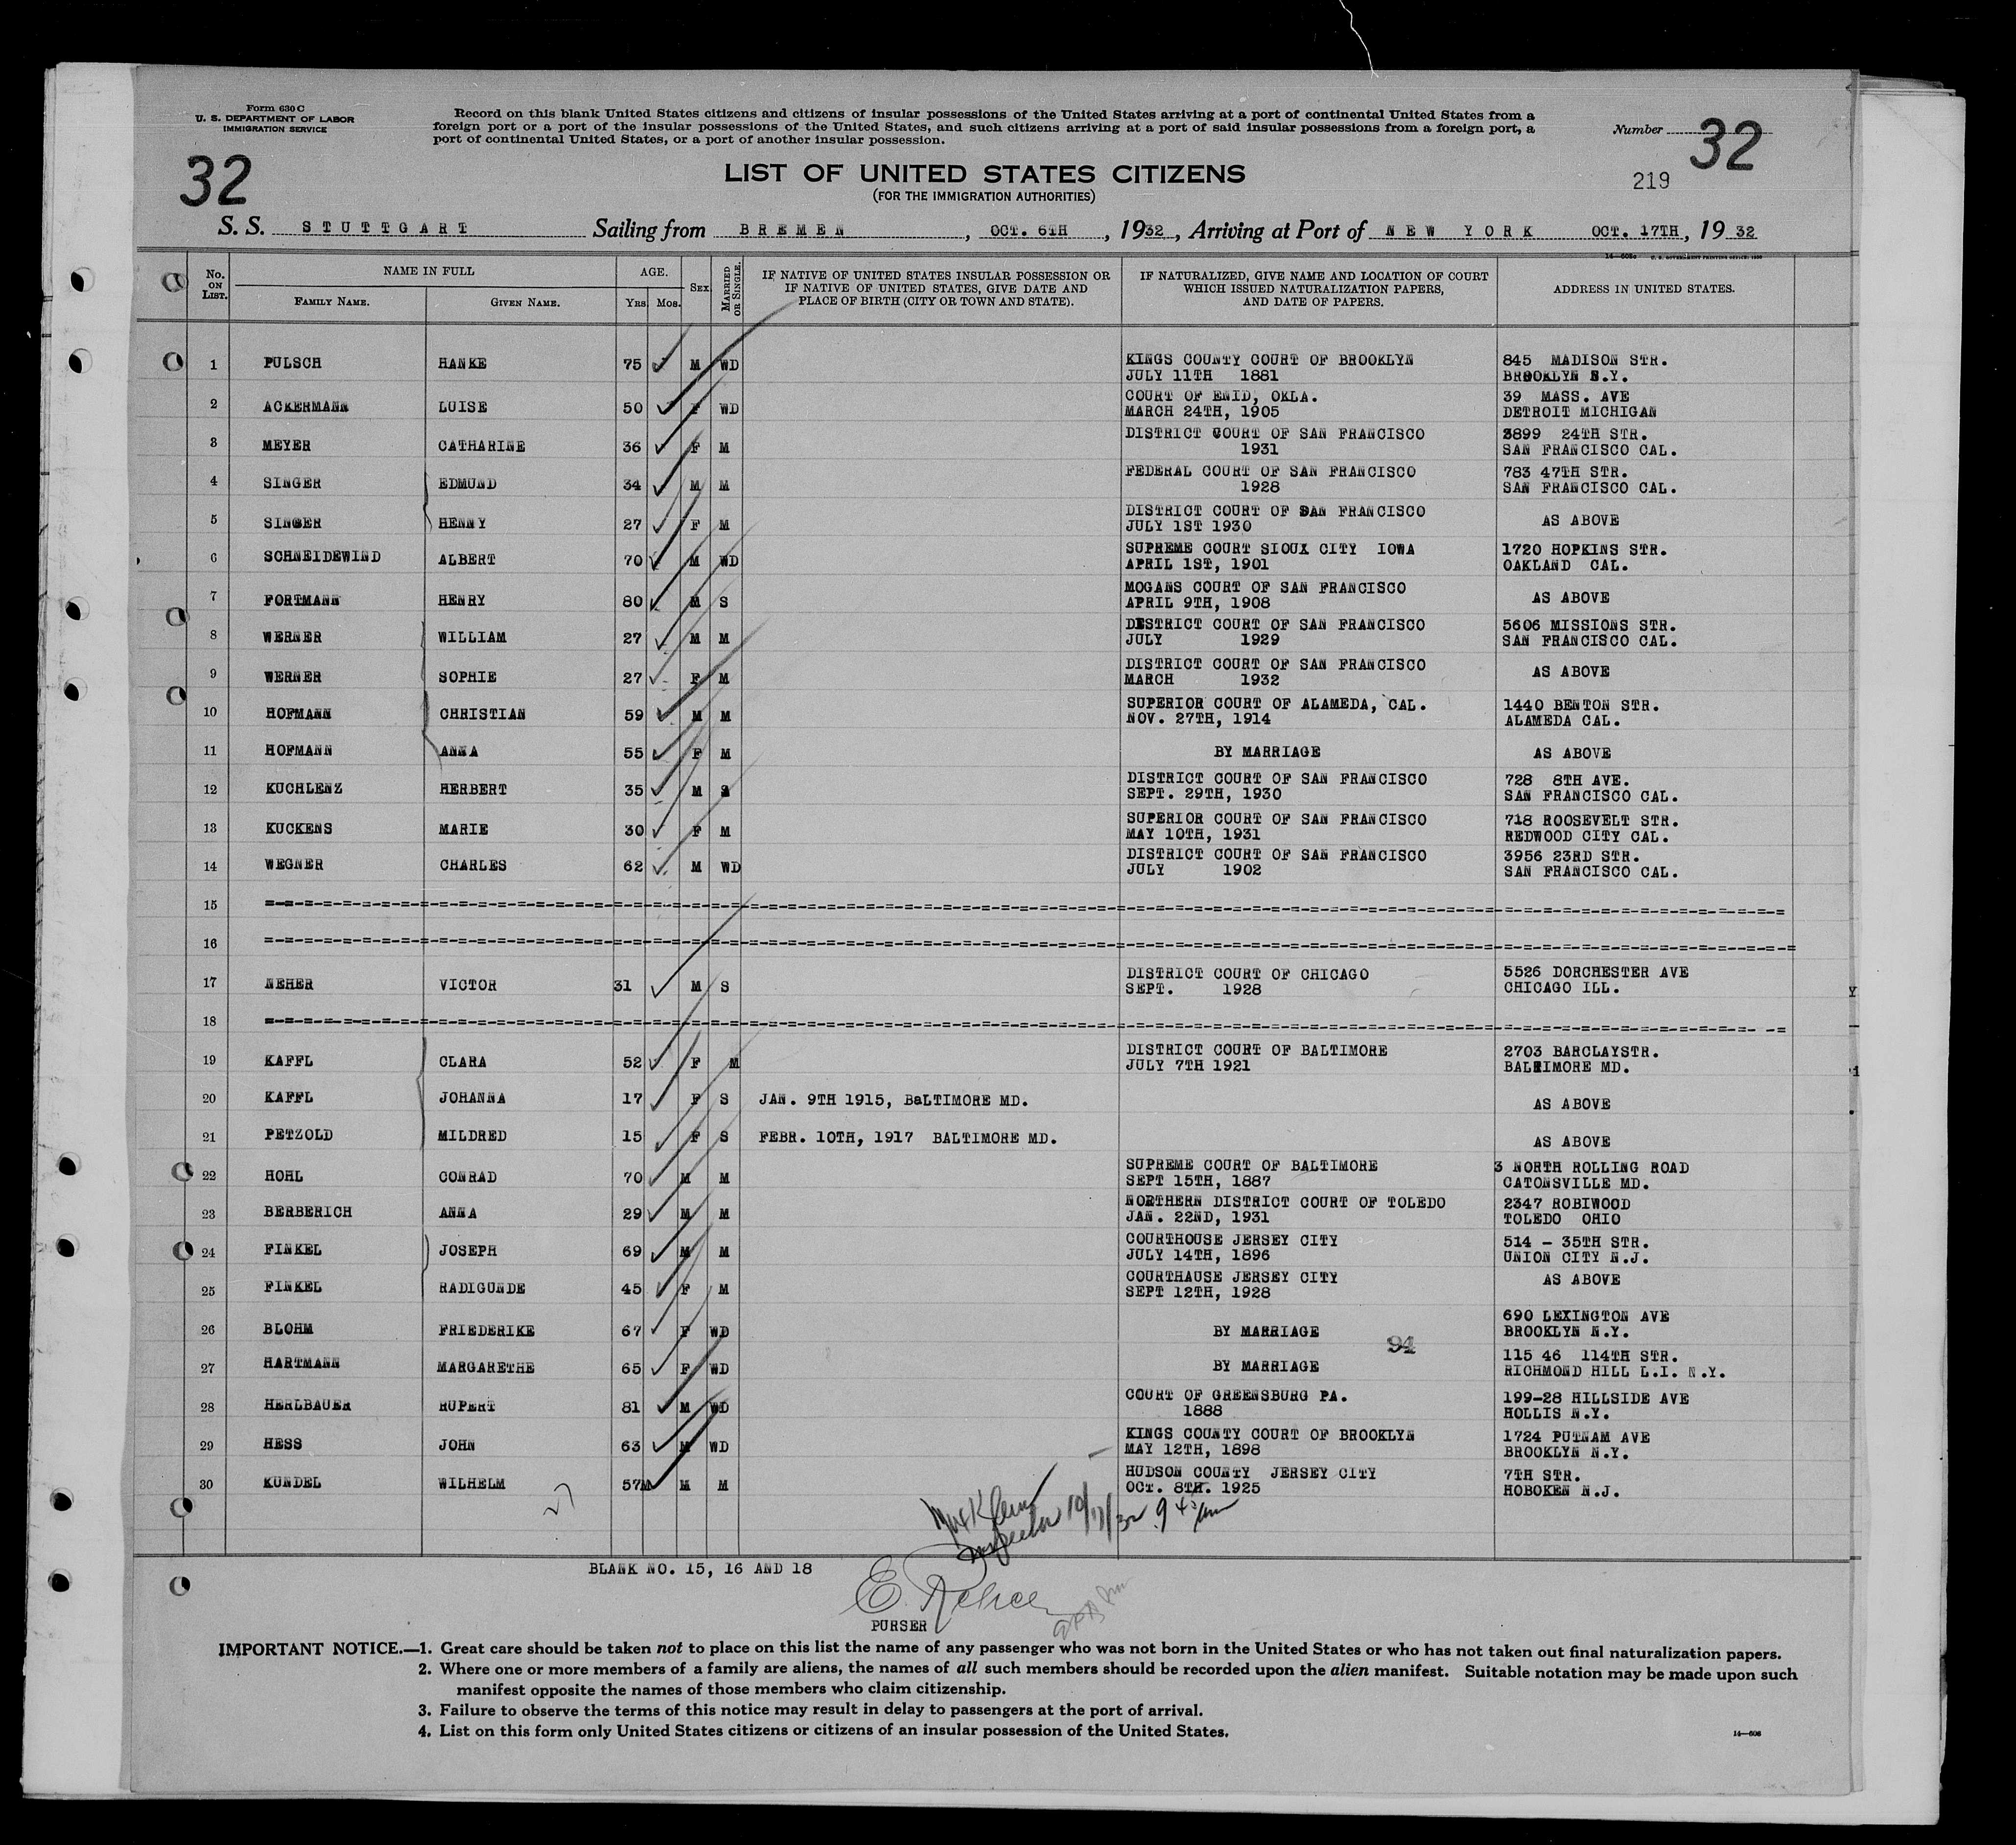 Form 630 C
U. S. DEPARTMENT OF LABOR
IMMIGRATION SERVICE
Record on this blank United States citizens and citizens of insular possessions of the United States arriving at a port of continental United States from a
foreign port or a port of the insular possessions of the United States, and such citizens arriving at a port of said insular possessions from a foreign port, a
port of continental United States, or a port of another insular possession.
Number 32
32
LIST OF UNITED STATES CITIZENS
(FOR THE IMMIGRATION AUTHORITIES)
219
S. S. STUTTGART Sailing from BREMEN, OCT. 6TH, 1932, Arriving at Port of NEW YORK OCT. 17TH, 1932
No. ON LIST.
NAME IN FULL
FAMILY NAME. GIVEN NAME.
AGE.
YRS. MOS.
SEX
MARRIED OR SINGLE.
IF NATIVE OF UNITED STATES INSULAR POSSESSION OR
IF NATIVE OF UNITED STATES, GIVE DATE AND
PLACE OF BIRTH (CITY OR TOWN AND STATE).
IF NATURALIZED, GIVE NAME AND LOCATION OF COURT
WHICH ISSUED NATURALIZATION PAPERS,
AND DATE OF PAPERS.
ADDRESS IN UNITED STATES.
1 PULSCH HANKE 75 M WD KINGS COUNTY COURT OF BROOKLYN 845 MADISON STR.
JULY 11TH 1881 BROOKLYN N.Y.
2 ACKERMANN LUISE 50 F WD COURT OF ENID, OKLA. 39 MASS. AVE
MARCH 24TH, 1905 DETROIT MICHIGAN
3 MEYER CATHARINE 36 F M DISTRICT COURT OF SAN FRANCISCO 3899 24TH STR.
1931 SAN FRANCISCO CAL.
4 SINGER EDMUND 34 M M FEDERAL COURT OF SAN FRANCISCO 783 47TH STR.
1928 SAN FRANCISCO CAL.
5 SINGER HENNY 27 F M DISTRICT COURT OF SAN FRANCISCO AS ABOVE
JULY 1ST 1930
6 SCHNEIDEWIND ALBERT 70 M WD SUPREME COURT SIOUX CITY IOWA 1720 HOPKINS STR.
APRIL 1ST, 1901 OAKLAND CAL.
7 FORTMANN HENRY 80 M S MOGANS COURT OF SAN FRANCISCO AS ABOVE
APRIL 9TH, 1908
8 WERNER WILLIAM 27 M M DISTRICT COURT OF SAN FRANCISCO 5606 MISSIONS STR.
JULY 1929 SAN FRANCISCO CAL.
9 WERNER SOPHIE 27 F M DISTRICT COURT OF SAN FRANCISCO AS ABOVE
MARCH 1932
10 HOFMANN CHRISTIAN 59 M M SUPERIOR COURT OF ALAMEDA, CAL. 1440 BENTON STR.
NOV. 27TH, 1914 ALAMEDA CAL.
11 HOFMANN ANNA 55 F M BY MARRIAGE AS ABOVE
12 KUCHLENZ HERBERT 35 M S DISTRICT COURT OF SAN FRANCISCO 728 8TH AVE.
SEPT. 29TH, 1930 SAN FRANCISCO CAL.
13 KUCKENS MARIE 30 F M SUPERIOR COURT OF SAN FRANCISCO 718 ROOSEVELT STR.
MAY 10TH, 1931 REDWOOD CITY CAL.
14 WEGNER CHARLES 62 M WD DISTRICT COURT OF SAN FRANCISCO 3956 23RD STR.
JULY 1902 SAN FRANCISCO CAL.
15
16
17 NEHER VICTOR 31 M S DISTRICT COURT OF CHICAGO 5526 DORCHESTER AVE
SEPT. 1928 CHICAGO ILL.
18
19 KAFFL CLARA 52 F M DISTRICT COURT OF BALTIMORE 2703 BARCLAYSTR.
JULY 7TH 1921 BALTIMORE MD.
20 KAFFL JOHANNA 17 F S JAN. 9TH 1915, BaLTIMORE MD. AS ABOVE
21 PETZOLD MILDRED 15 F S FEBR. 10TH, 1917 BALTIMORE MD. AS ABOVE
22 HOHL CONRAD 70 M M SUPREME COURT OF BALTIMORE 3 NORTH ROLLING ROAD
SEPT 15TH, 1887 CATONSVILLE MD.
23 BERBERICH ANNA 29 M M NORTHERN DISTRICT COURT OF TOLEDO 2347 ROBIWOOD
JAN. 22ND, 1931 TOLEDO OHIO
24 FINKEL JOSEPH 69 M M COURTHOUSE JERSEY CITY 514 - 35TH STR.
JULY 14TH, 1896 UNION CITY N.J.
25 FINKEL RADIGUNDE 45 F M COURTHAUSE JERSEY CITY AS ABOVE
SEPT 12TH, 1928
26 BLOHM FRIEDERIKE 67 F WD BY MARRIAGE 690 LEXINGTON AVE
BROOKLYN N.Y.
94
27 HARTMANN MARGARETHE 65 F WD BY MARRIAGE 115 46 114TH STR.
RICHMOND HILL L.I. N.Y.
28 HERLBAUER RUPERT 81 M WD COURT OF GREENSBURG PA. 199-28 HILLSIDE AVE
1888 HOLLIS N.Y.
29 HESS JOHN 63 M WD KINGS COUNTY COURT OF BROOKLYN 1724 PUTNAM AVE
MAY 12TH, 1898 BROOKLYN N.Y.
30 KUNDEL WILHELM 57 M M HUDSON COUNTY JERSEY CITY 7TH STR.
OCT. 8TH. 1925 HOBOKEN N.J.
27
Inspector 10/17/32
BLANK NO. 15, 16 AND 18
PURSER
IMPORTANT NOTICE.—1. Great care should be taken not to place on this list the name of any passenger who was not born in the United States or who has not taken out final naturalization papers.
2. Where one or more members of a family are aliens, the names of all such members should be recorded upon the alien manifest. Suitable notation may be made upon such
manifest opposite the names of those members who claim citizenship.
3. Failure to observe the terms of this notice may result in delay to passengers at the port of arrival.
4. List on this form only United States citizens or citizens of an insular possession of the United States.
14—608